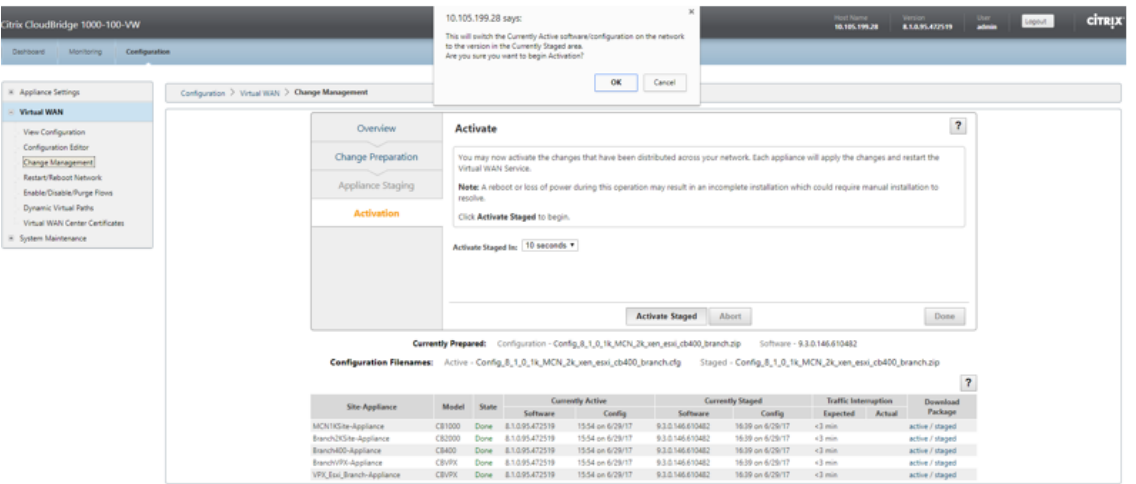 Citrix CloudBridge 1000-100-VW
Host Name
10.105.199.28
Version
8.1.0.95.472519
User
admin
Logout
CİTRIX
Dashboard Monitoring Configuration
10.105.199.28 says:
This will switch the Currently Active software/configuration on the network
to the version in the Currently Staged area.
Are you sure you want to begin Activation?
OK Cancel
Appliance Settings
Virtual WAN
View Configuration
Configuration Editor
Change Management
Restart/Reboot Network
Enable/Disable/Purge Flows
Dynamic Virtual Paths
Virtual WAN Center Certificates
System Maintenance
Configuration > Virtual WAN > Change Management
Overview
Change Preparation
Appliance Staging
Activation
Activate ?
You may now activate the changes that have been distributed across your network. Each appliance will apply the changes and restart the
Virtual WAN Service.
Note: A reboot or loss of power during this operation may result in an incomplete installation which could require manual installation to
resolve.
Click Activate Staged to begin.
Activate Staged In: 10 seconds
Activate Staged Abort Done
Currently Prepared: Configuration - Config_8_1_0_1k_MCN_2k_xen_esxi_cb400_branch.zip Software - 9.3.0.146.610482
Configuration Filenames: Active - Config_8_1_0_1k_MCN_2k_xen_esxi_cb400_branch.cfg Staged - Config_8_1_0_1k_MCN_2k_xen_esxi_cb400_branch.zip
?
Site-Appliance Model State Currently Active Currently Staged Traffic Interruption Download Package
Software Config Software Config Expected Actual
MCN1KSite-Appliance CB1000 Done 8.1.0.95.472519 15:54 on 6/29/17 9.3.0.146.610482 16:39 on 6/29/17 <3 min active / staged
Branch2KSite-Appliance CB2000 Done 8.1.0.95.472519 15:54 on 6/29/17 9.3.0.146.610482 16:39 on 6/29/17 <3 min active / staged
Branch400-Appliance CB400 Done 8.1.0.95.472519 15:54 on 6/29/17 9.3.0.146.610482 16:39 on 6/29/17 <3 min active / staged
BranchVPX-Appliance CBVPX Done 8.1.0.95.472519 15:54 on 6/29/17 9.3.0.146.610482 16:39 on 6/29/17 <3 min active / staged
VPX_Esxi_Branch-Appliance CBVPX Done 8.1.0.95.472519 15:54 on 6/29/17 9.3.0.146.610482 16:39 on 6/29/17 <3 min active / staged